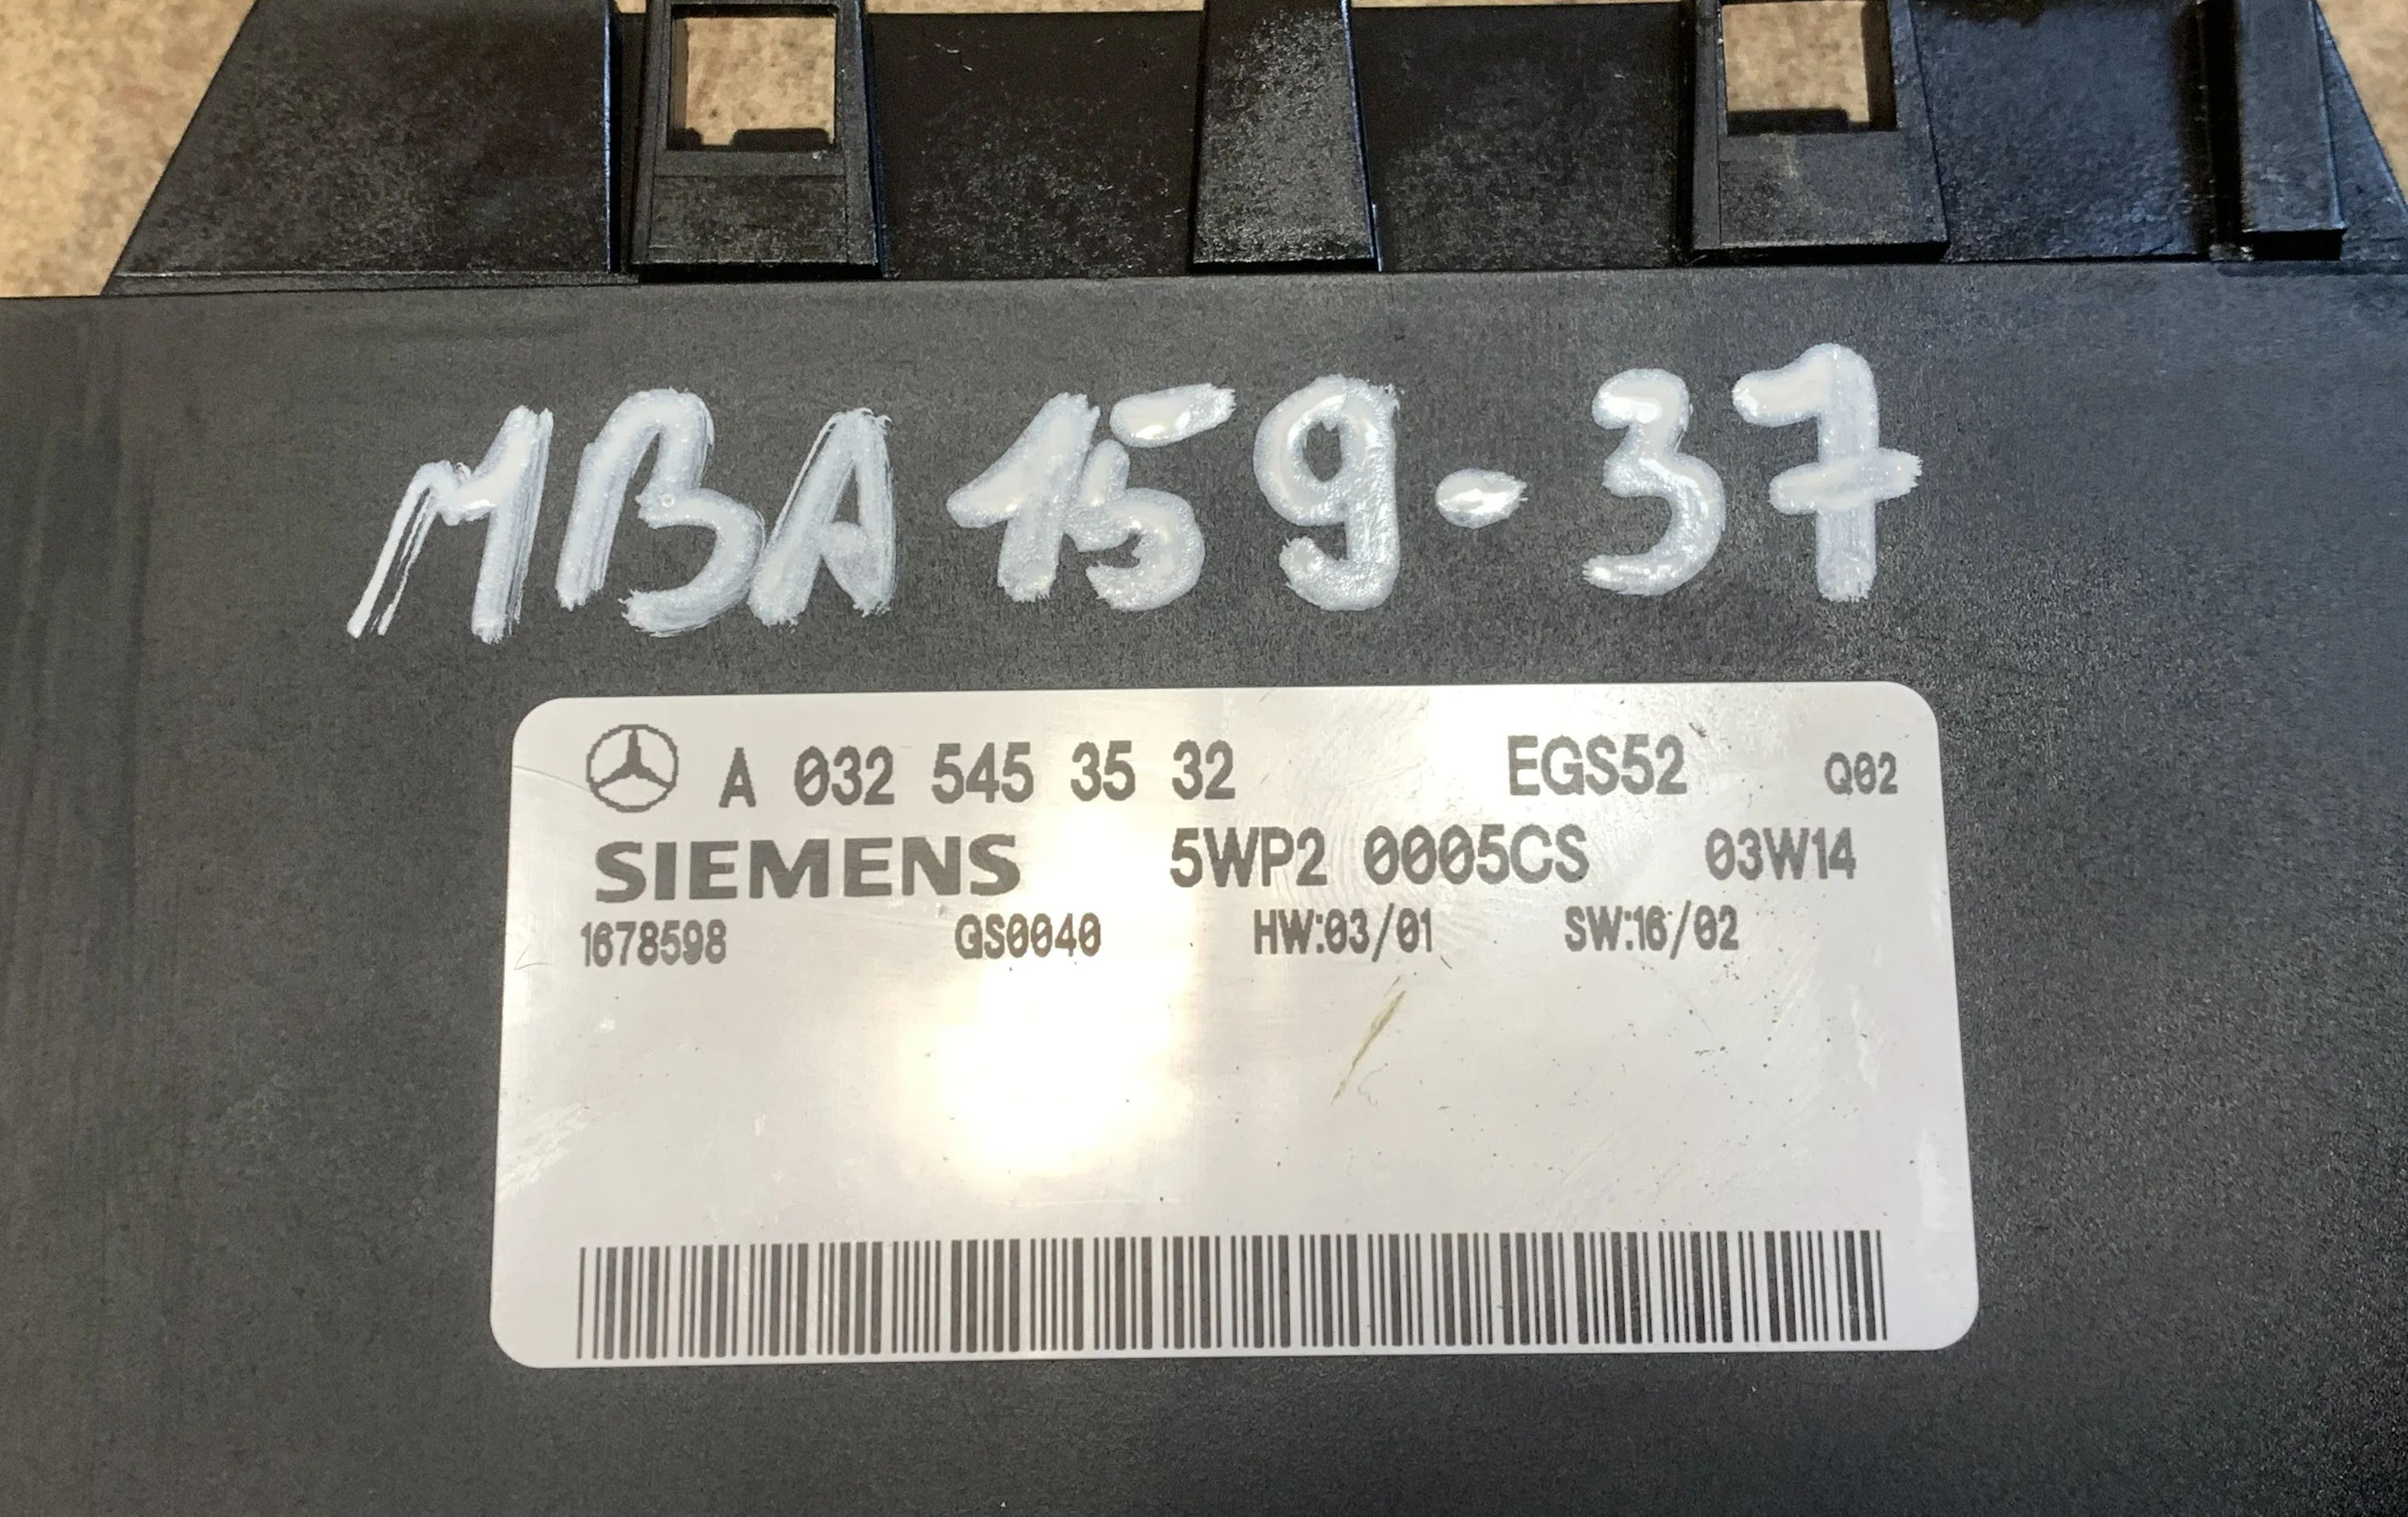 MBA 159-37
A 032 545 35 32 EGS52 Q02
SIEMENS 5WP2 0005CS 03W14
1678598 GS0040 HW:03/01 SW:16/02